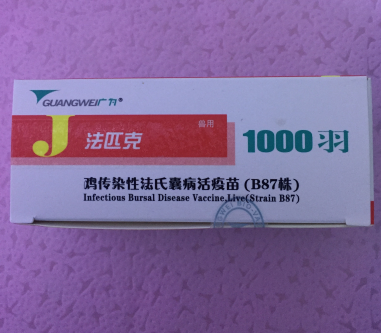 GUANGWEI广为®
兽用
J 法匹克 1000羽
鸡传染性法氏囊病活疫苗(B87株)
Infectious Bursal Disease Vaccine,Live(Strain B87)